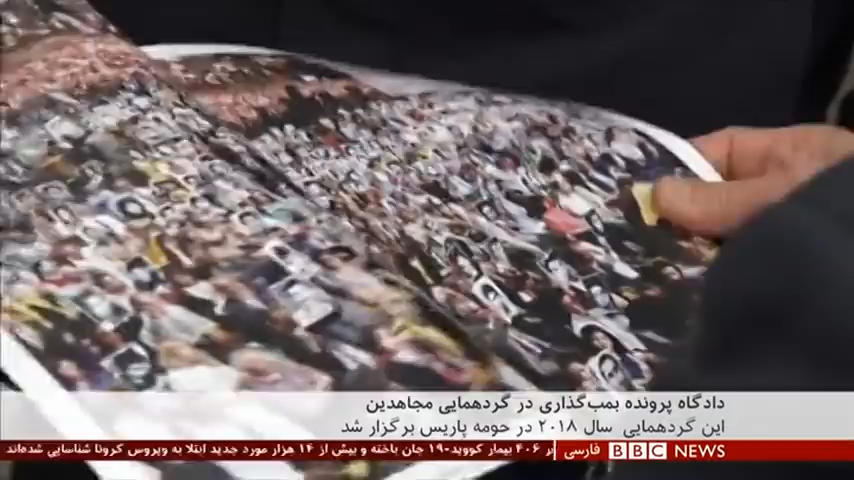 دادگاه پرونده بمب‌گذاری در گردهمایی مجاهدین
این گردهمایی سال ۲۰۱۸ در حومه پاریس برگزار شد
۴۰۶ بیمار کووید-۱۹ جان باخته و بیش از ۱۴ هزار مورد جدید ابتلا به ویروس کرونا شناسایی شده‌اند
BBC NEWS فارسی